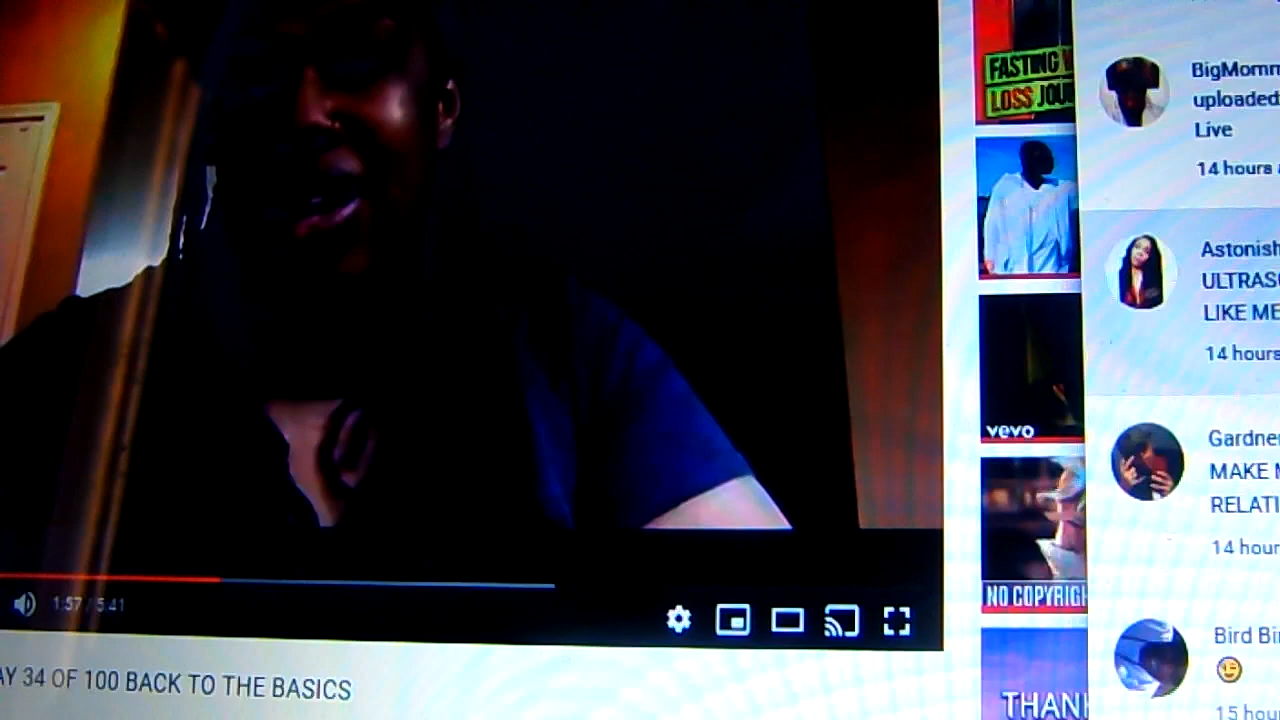 1:57 / 5:41
AY 34 OF 100 BACK TO THE BASICS
FASTING
LOSS JOU
vevo
NO COPYRIGH
THANK
BigMomm
uploaded
Live
14 hours
Astonish
ULTRASO
LIKE ME
14 hours
Gardner
MAKE M
RELATI
14 hour
Bird Bi
15 hou